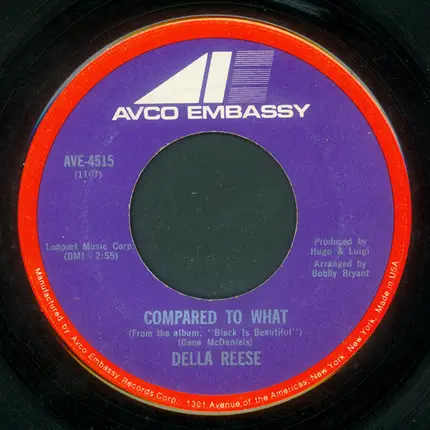 AVCO EMBASSY
AVE-4515
(1107)
Lonport Music Corp.
(BMI - 2:55)
Produced by
Hugo & Luigi
Arranged by
Bobby Bryant
COMPARED TO WHAT
(From the album, "Black Is Beautiful")
(Gene McDaniels)
DELLA REESE
Manufactured by Avco Embassy Records Corp. 1301 Avenue of the Americas, New York, New York. Made in USA